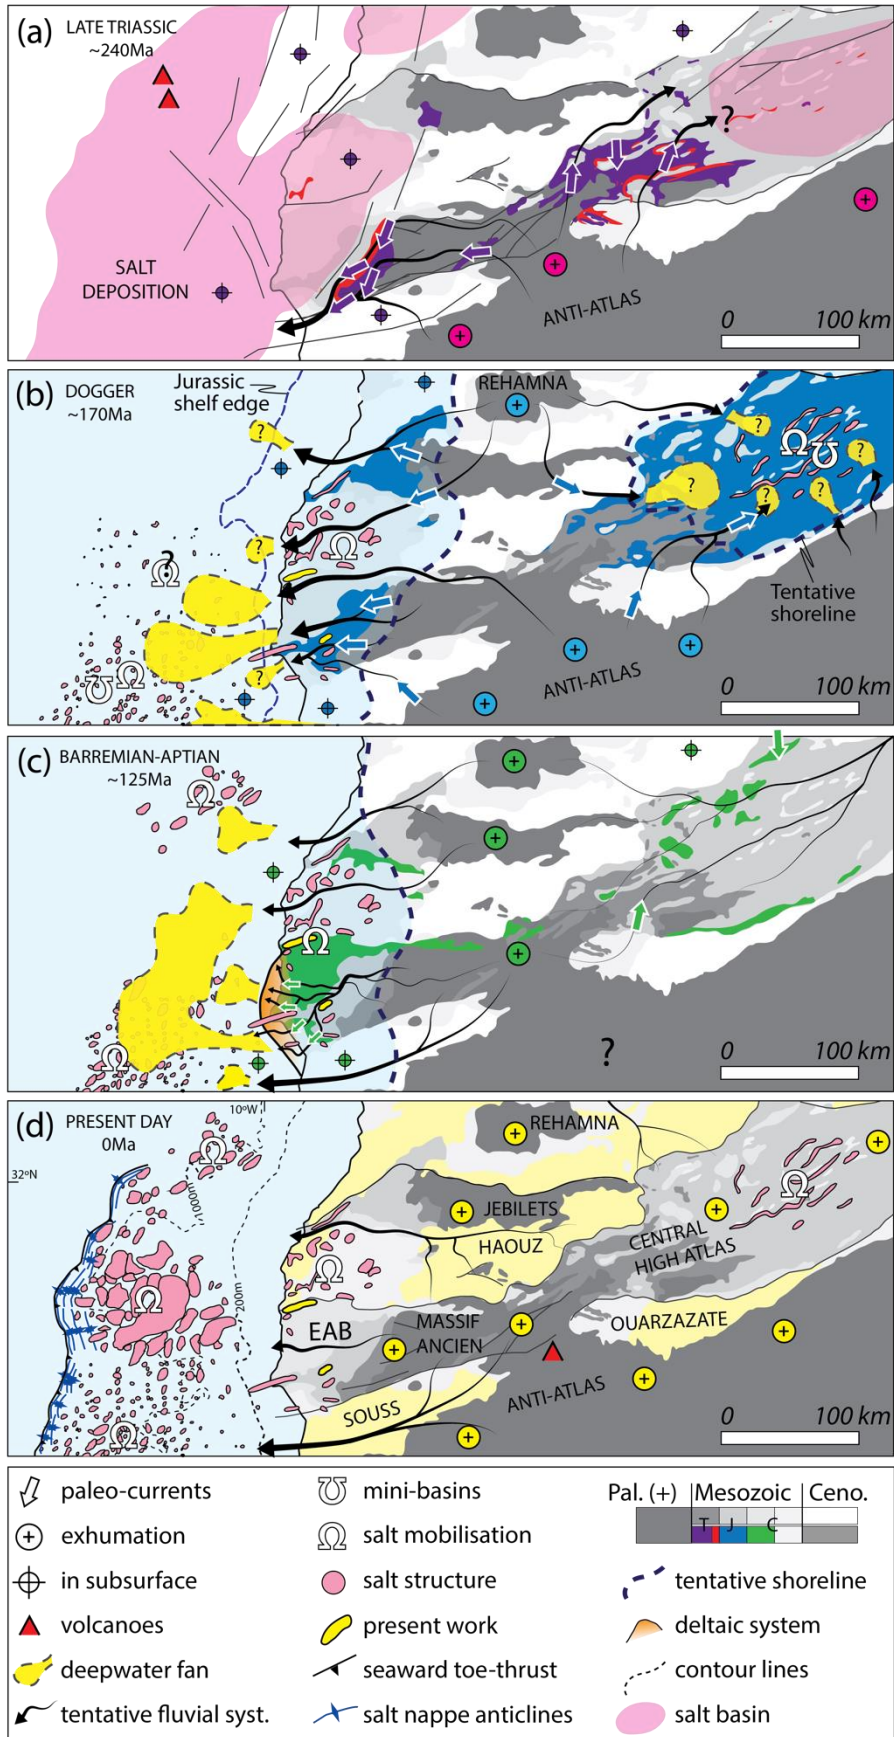 (a)
LATE TRIASSIC
~240Ma
?
SALT
DEPOSITION
ANTI-ATLAS
0 100 km
(b)
DOGGER
~170Ma
Jurassic
shelf edge
REHAMNA
?
?
?
?
?
?
?
?
?
Ω
℧
Ω
Ω
℧
Ω
Tentative
shoreline
ANTI-ATLAS
0 100 km
(c)
BARREMIAN-APTIAN
~125Ma
Ω
Ω
Ω
?
0 100 km
(d)
PRESENT DAY
0Ma
10ºW
32ºN
1000m
200m
Ω
Ω
Ω
Ω
Ω
REHAMNA
JEBILETS
HAOUZ
CENTRAL
HIGH ATLAS
EAB
MASSIF
ANCIEN
OUARZAZATE
ANTI-ATLAS
SOUSS
0 100 km
paleo-currents
℧ mini-basins
Pal. (+) Mesozoic Ceno.
T J C
exhumation
Ω salt mobilisation
in subsurface
salt structure
tentative shoreline
volcanoes
present work
deltaic system
deepwater fan
seaward toe-thrust
contour lines
tentative fluvial syst.
salt nappe anticlines
salt basin